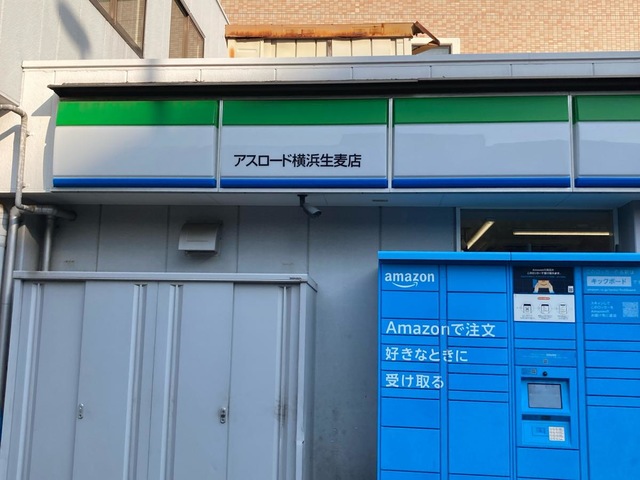 アスロード横浜生麦店
amazon
Amazonで注文
好きなときに
受け取る
キックボード